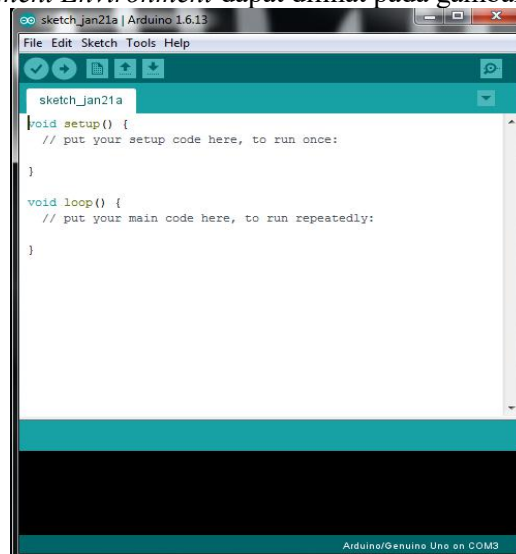 Environment dapat dilihat pada gambar
sketch_jan21a | Arduino 1.6.13
File Edit Sketch Tools Help
sketch_jan21a
void setup() {
// put your setup code here, to run once:
}
void loop() {
// put your main code here, to run repeatedly:
}
Arduino/Genuino Uno on COM3